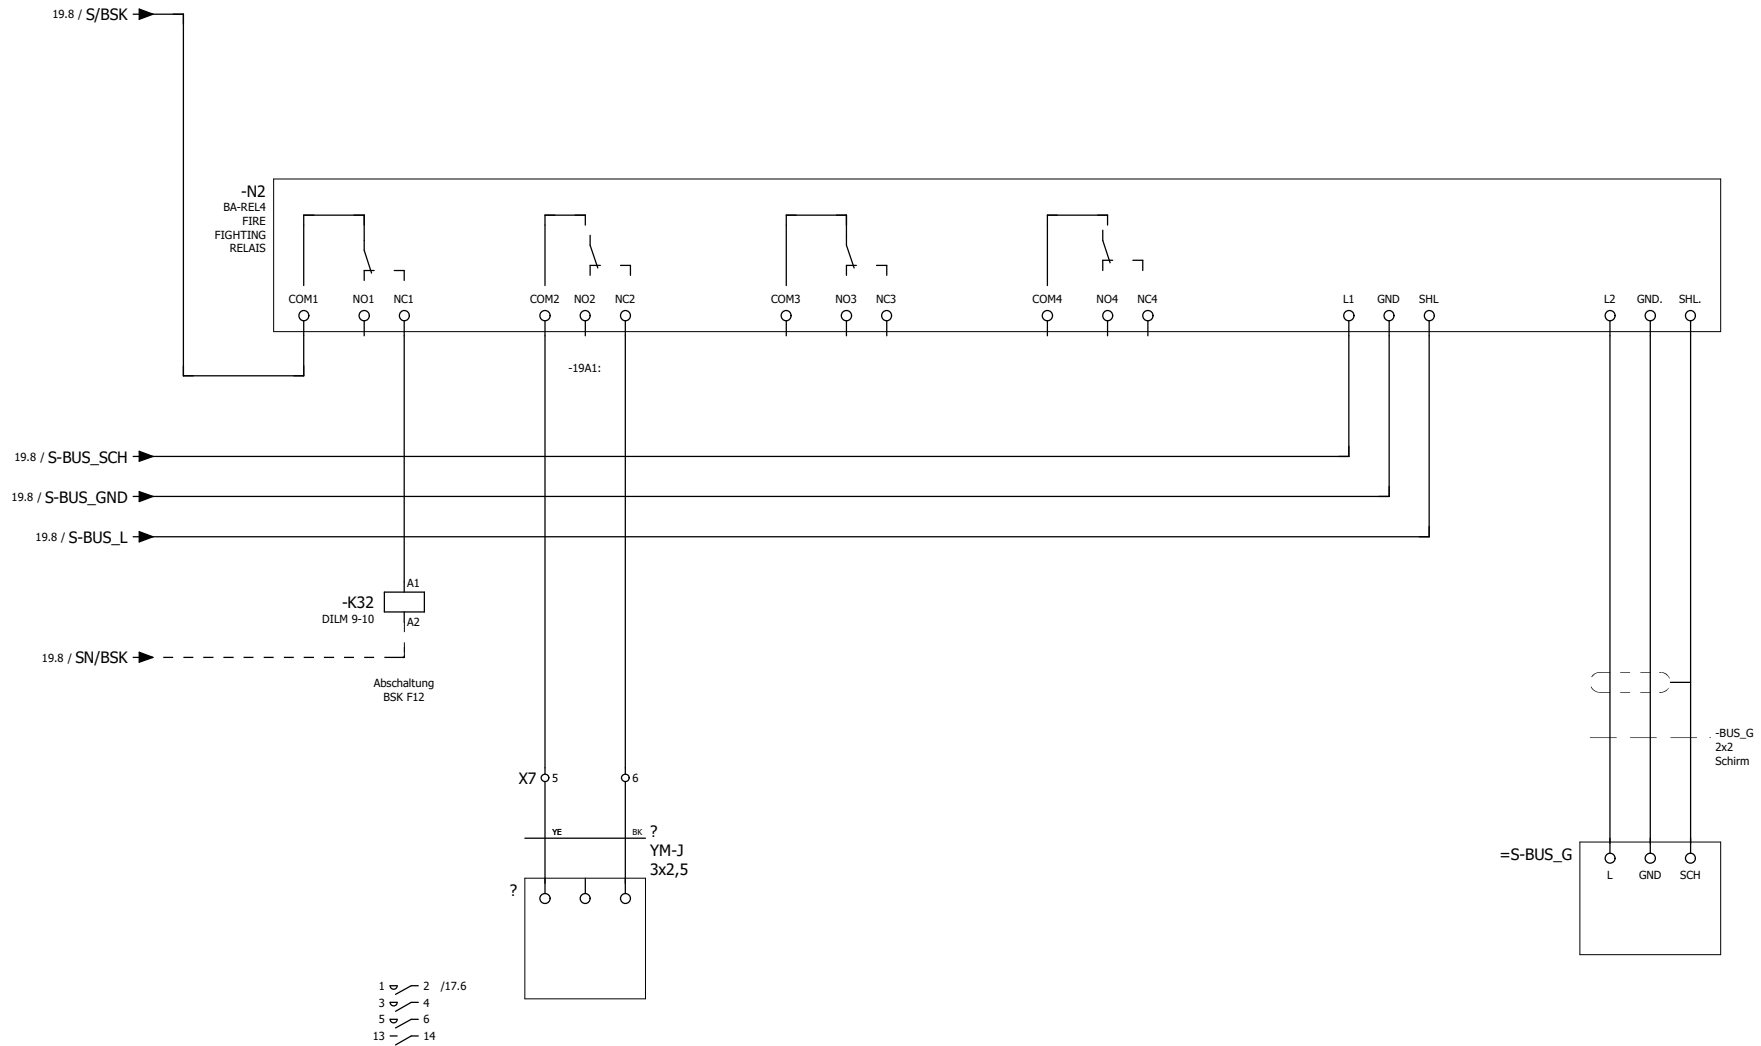 19.8 / S/BSK
-N2
BA-REL4
FIRE
FIGHTING
RELAIS
COM1 NO1 NC1 COM2 NO2 NC2 COM3 NO3 NC3 COM4 NO4 NC4 L1 GND SHL L2 GND. SHL.
-19A1:
19.8 / S-BUS_SCH
19.8 / S-BUS_GND
19.8 / S-BUS_L
A1
-K32
DILM 9-10
A2
19.8 / SN/BSK
Abschaltung
BSK F12
-BUS_G
2x2
Schirm
X7 5 6
YE BK ?
YM-J
3x2,5
?
=S-BUS_G
L GND SCH
1 2 /17.6
3 4
5 6
13 14